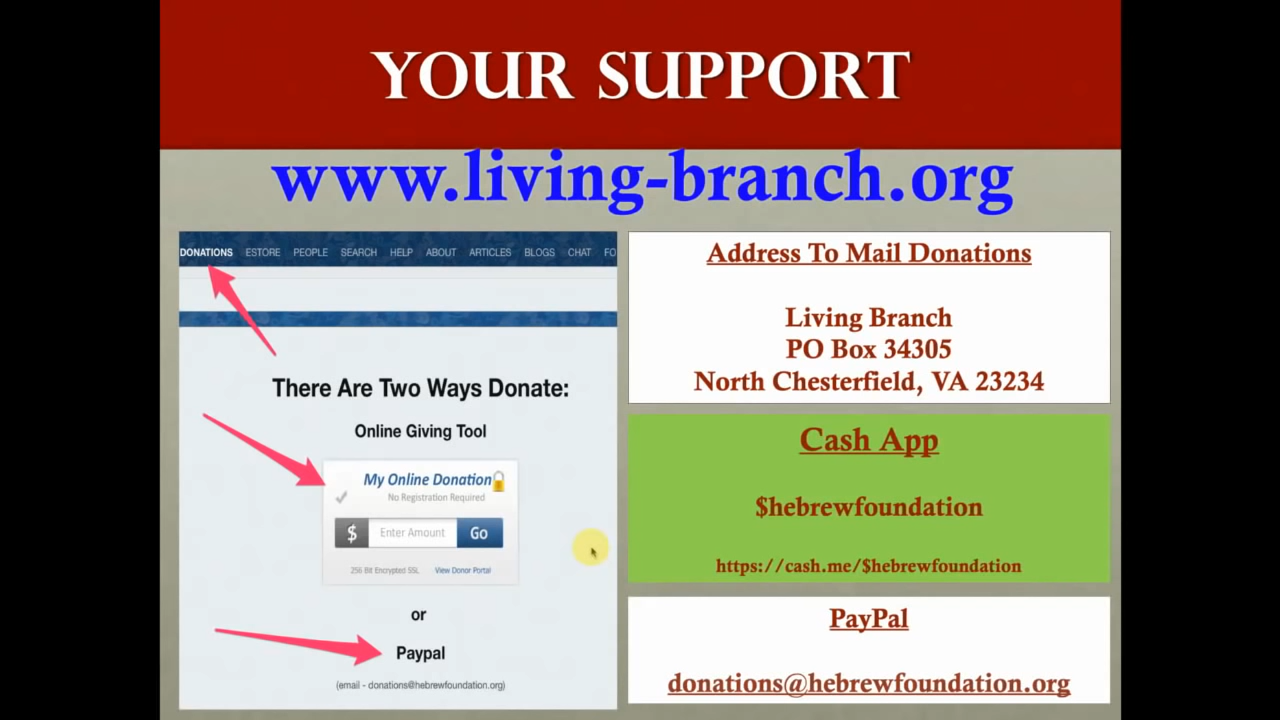 YOUR SUPPORT
www.living-branch.org
DONATIONS ESTORE PEOPLE SEARCH HELP ABOUT ARTICLES BLOGS CHAT FO
There Are Two Ways Donate:
Online Giving Tool
My Online Donation
No Registration Required
$ Enter Amount Go
256 Bit Encrypted SSL View Donor Portal
or
Paypal
(email - donations@hebrewfoundation.org)
Address To Mail Donations
Living Branch
PO Box 34305
North Chesterfield, VA 23234
Cash App
$hebrewfoundation
https://cash.me/$hebrewfoundation
PayPal
donations@hebrewfoundation.org